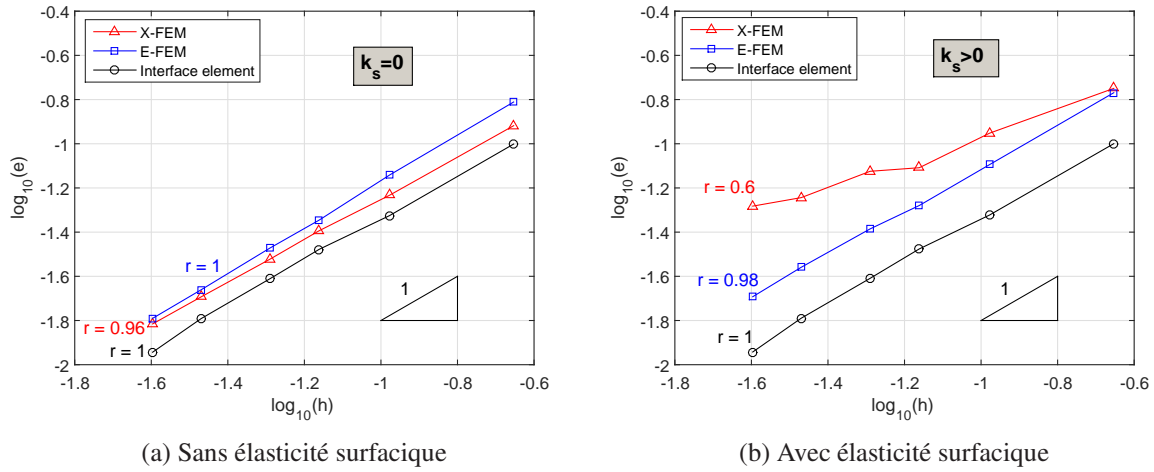 -0.4
-0.6
-0.8
-1
-1.2
-1.4
-1.6
-1.8
-2
log10(e)
X-FEM
E-FEM
Interface element
k_s=0
r = 1
r = 0.96
r = 1
1
-1.8 -1.6 -1.4 -1.2 -1 -0.8 -0.6
log10(h)
(a) Sans élasticité surfacique
-0.4
-0.6
-0.8
-1
-1.2
-1.4
-1.6
-1.8
-2
log10(e)
X-FEM
E-FEM
Interface element
k_s>0
r = 0.6
r = 0.98
r = 1
1
-1.8 -1.6 -1.4 -1.2 -1 -0.8 -0.6
log10(h)
(b) Avec élasticité surfacique